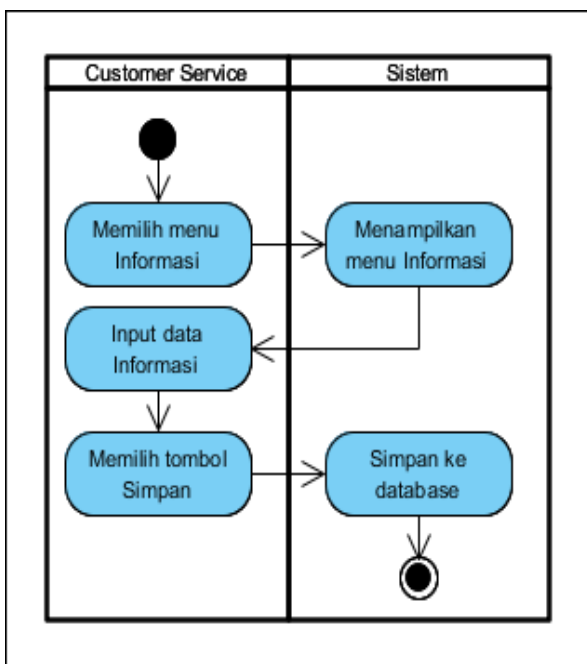 Customer Service
Sistem
Memilih menu
Informasi
Menampilkan
menu Informasi
Input data
Informasi
Memilih tombol
Simpan
Simpan ke
database